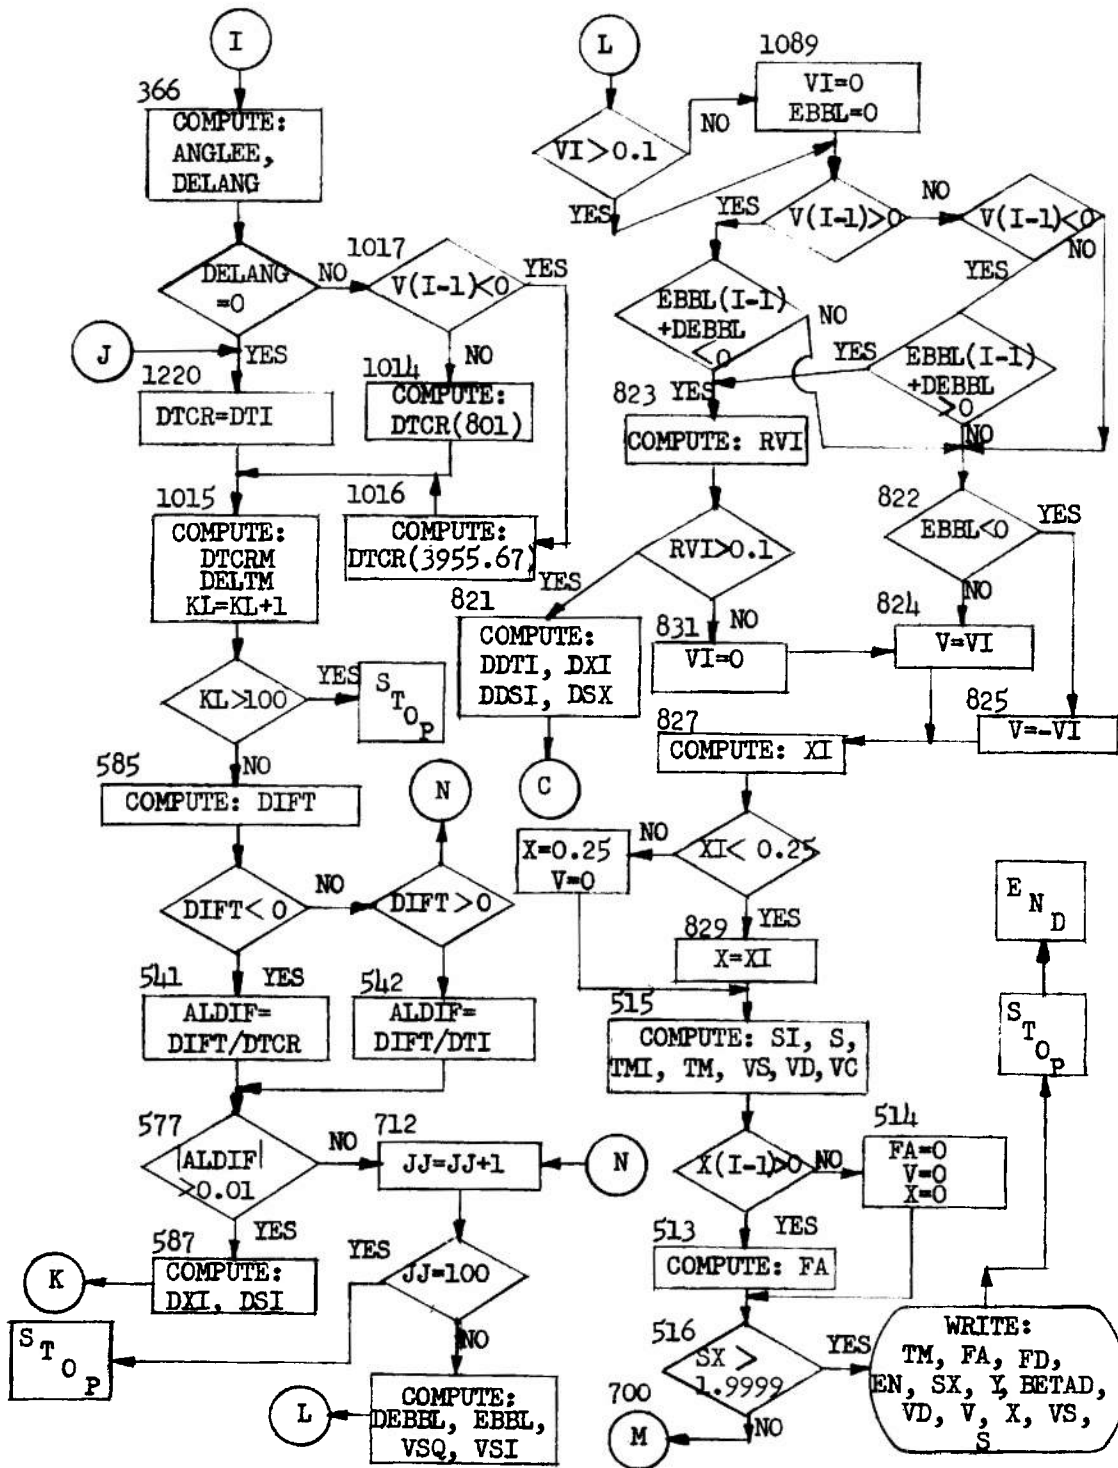 I
366
COMPUTE:
ANGLEE,
DELANG
DELANG
=0
NO
1017
V(I-1)<0
YES
J
YES
NO
1220
DTCR=DTI
1014
COMPUTE:
DTCR(801)
1015
COMPUTE:
DTCRM
DELTM
KL=KL+1
1016
COMPUTE:
DTCR(3955.67)
KL>100
YES
STOP
NO
585
COMPUTE: DIFT
N
DIFT< 0
NO
DIFT >0
YES
541
ALDIF=
DIFT/DTCR
542
ALDIF=
DIFT/DTI
577
|ALDIF|
>0.01
NO
712
JJ=JJ+1
N
YES
587
COMPUTE:
DXI, DSI
K
YES
JJ=100
STOP
NO
COMPUTE:
DEBBL, EBBL,
VSQ, VSI
L
L
VI>0.1
NO
1089
VI=0
EBBL=0
YES
YES
V(I-1)>0
NO
V(I-1)<0
NO
YES
EBBL(I-1)
+DEBBL
<0
NO
YES
EBBL(I-1)
+DEBBL
>0
YES
NO
823
COMPUTE: RVI
822
EBBL<0
YES
RVI>0.1
YES
NO
NO
821
COMPUTE:
DDTI, DXI
DDSI, DSX
C
831
VI=0
824
V=VI
825
V=-VI
827
COMPUTE: XI
XI< 0.25
NO
X=0.25
V=0
YES
829
X=XI
515
COMPUTE: SI, S,
TMI, TM, VS, VD, VC
X(I-1)>0
NO
514
FA=0
V=0
X=0
YES
513
COMPUTE: FA
516
SX >
1.9999
YES
WRITE:
TM, FA, FD,
EN, SX, Y, BETAD,
VD, V, X, VS,
S
NO
700
M
STOP
END